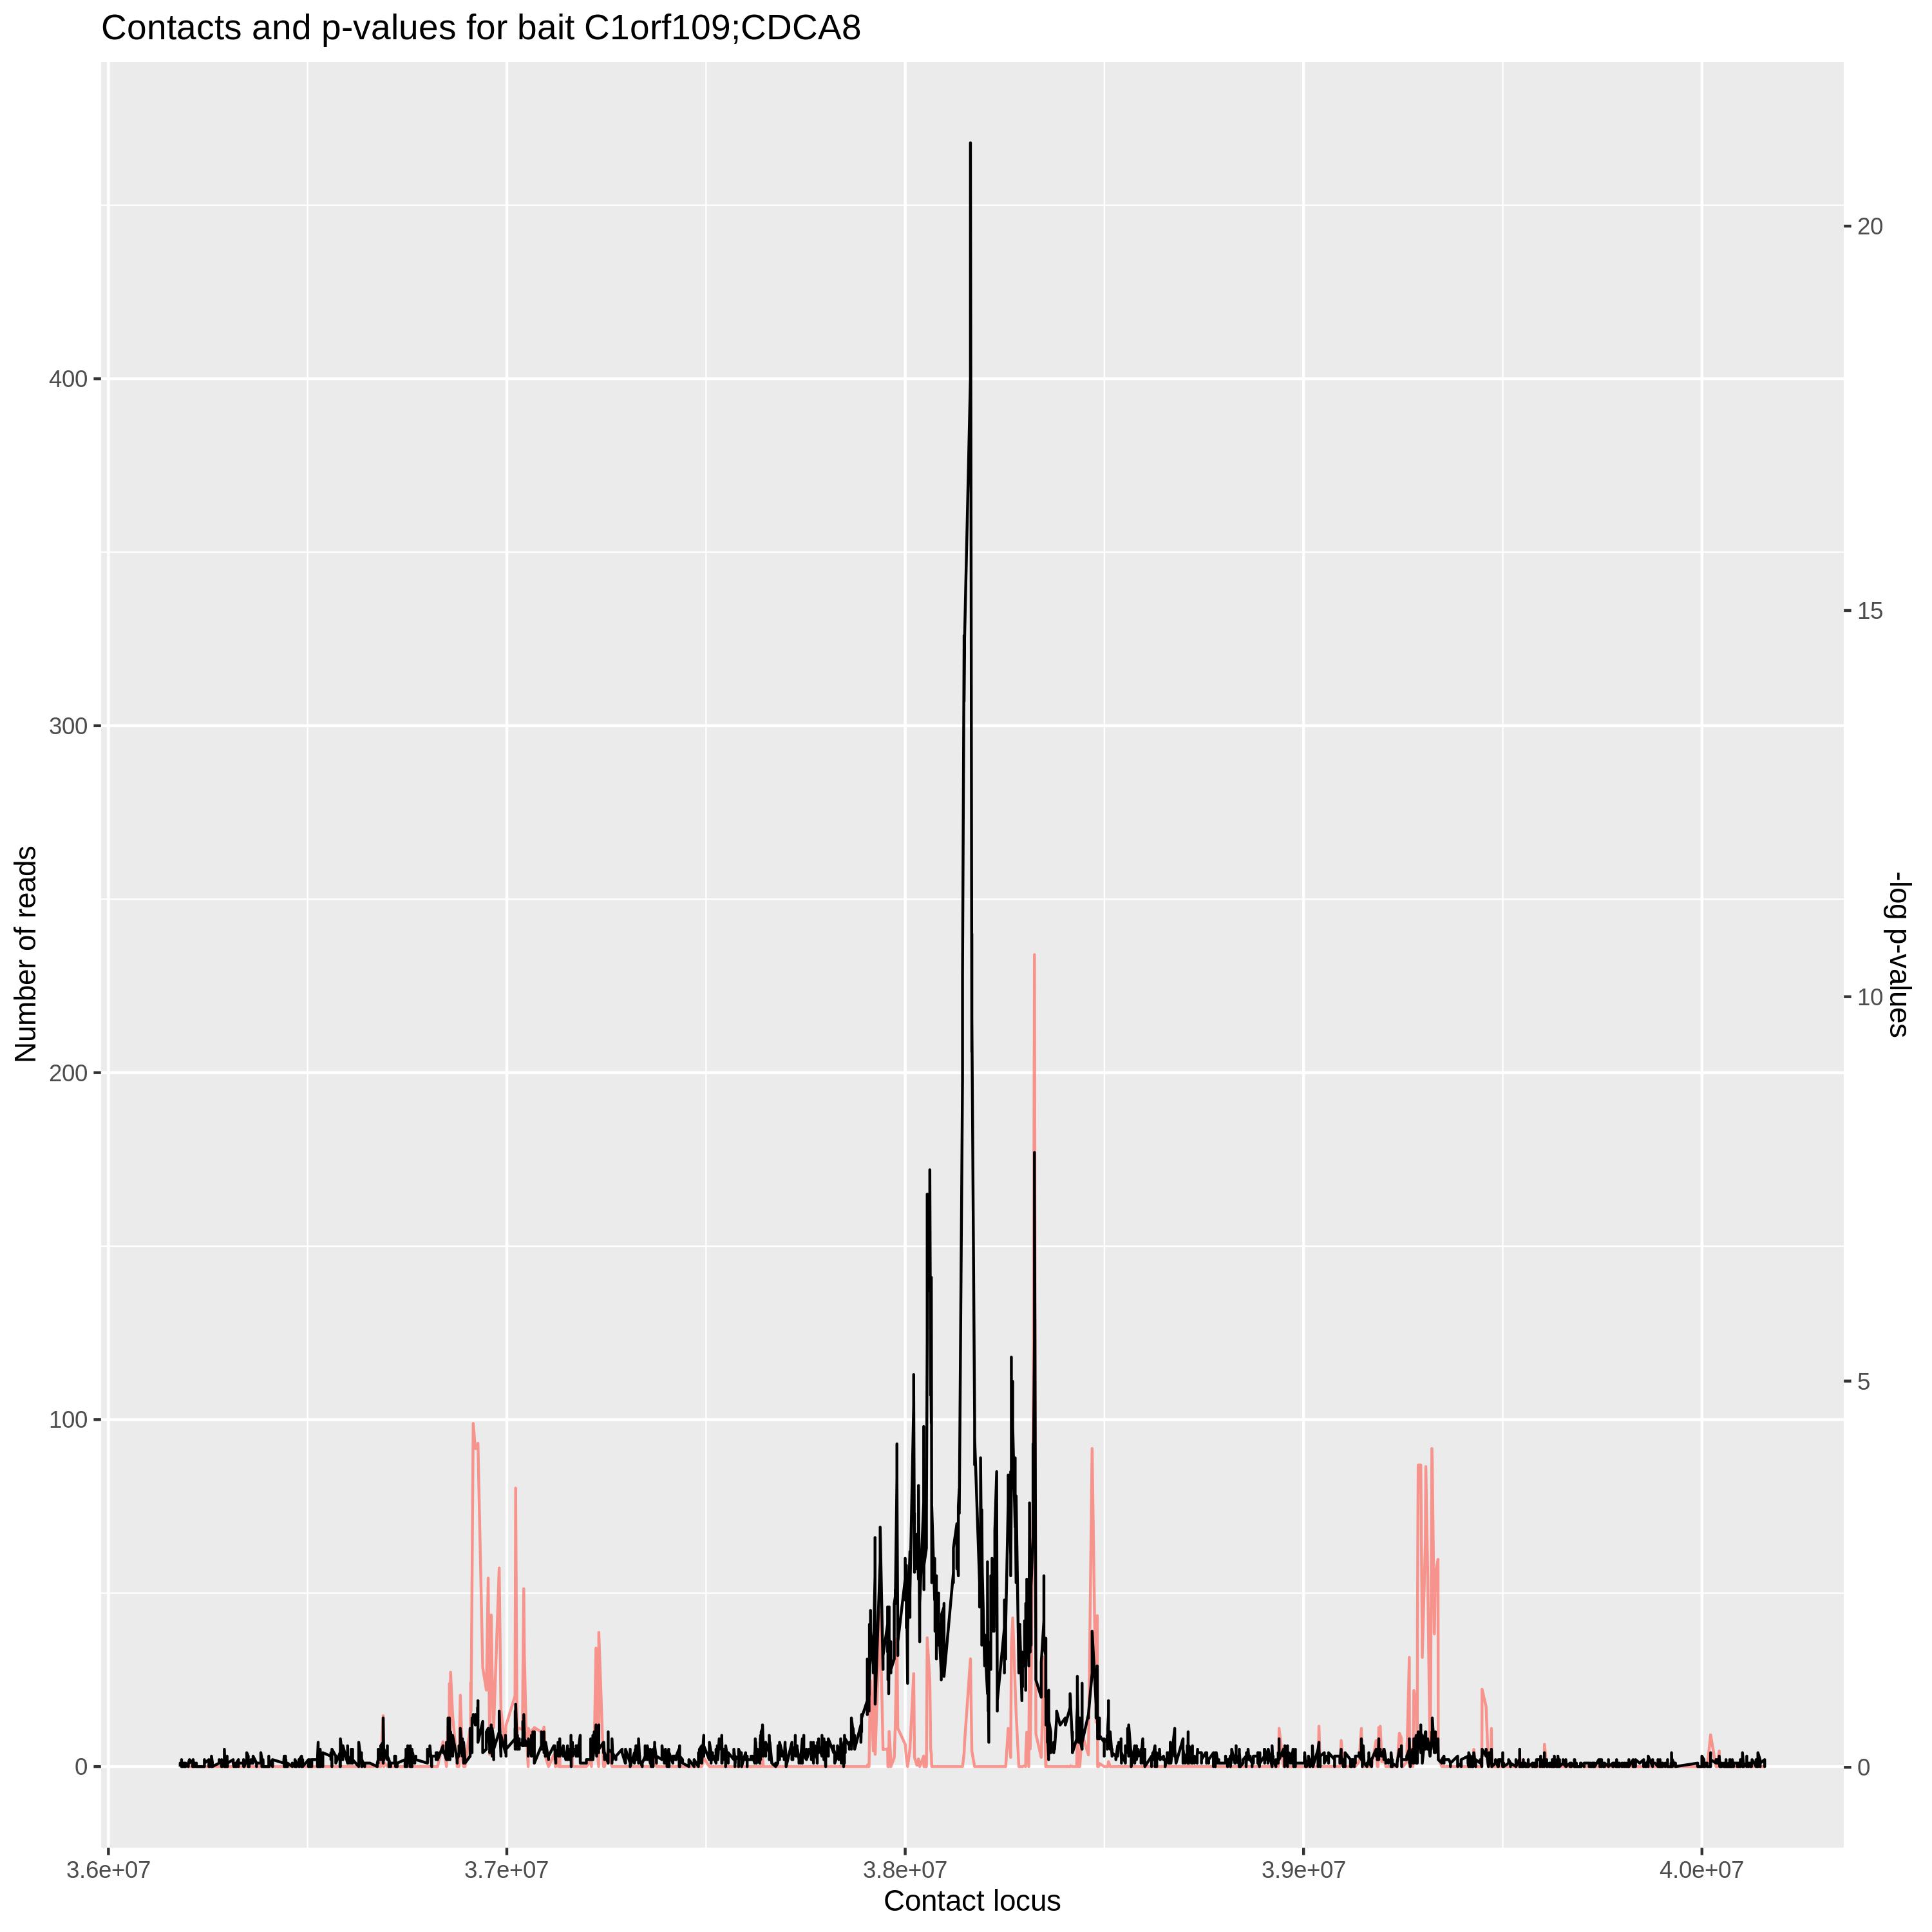 Contacts and p-values for bait C1orf109;CDCA8
Number of reads
400
300
200
100
0
20
15
10
5
0
-log p-values
3.6e+07
3.7e+07
3.8e+07
3.9e+07
4.0e+07
Contact locus